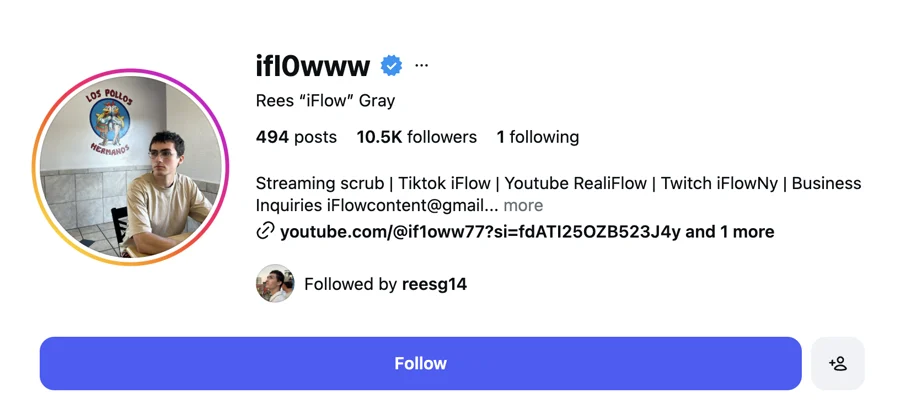 ifl0www
Rees “iFlow” Gray
494 posts 10.5K followers 1 following
LOS POLLOS
HERMANOS
Streaming scrub | Tiktok iFlow | Youtube RealiFlow | Twitch iFlowNy | Business
Inquiries iFlowcontent@gmail... more
youtube.com/@if1oww77?si=fdATI25OZB523J4y and 1 more
Followed by reesg14
Follow